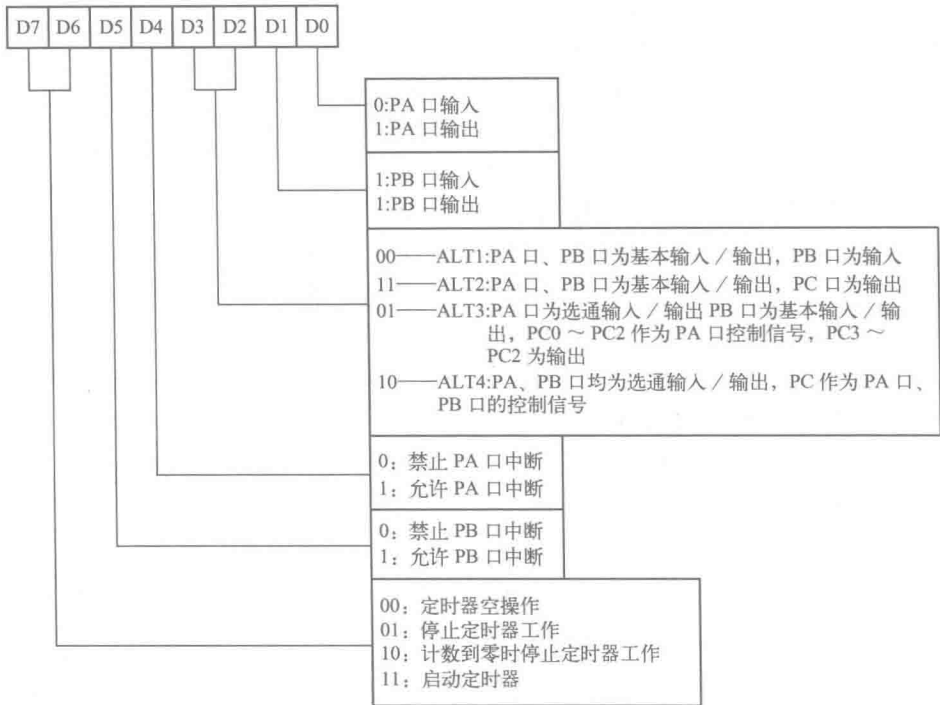 D7 D6 D5 D4 D3 D2 D1 D0
0:PA 口输入
1:PA 口输出
1:PB 口输入
1:PB 口输出
00——ALT1:PA 口、PB 口为基本输入/输出，PB 口为输入
11——ALT2:PA 口、PB 口为基本输入/输出，PC 口为输出
01——ALT3:PA 口为选通输入/输出 PB 口为基本输入/输
出，PC0～PC2 作为 PA 口控制信号，PC3～
PC2 为输出
10——ALT4:PA、PB 口均为选通输入/输出，PC 作为 PA 口、
PB 口的控制信号
0：禁止 PA 口中断
1：允许 PA 口中断
0：禁止 PB 口中断
1：允许 PB 口中断
00：定时器空操作
01：停止定时器工作
10：计数到零时停止定时器工作
11：启动定时器